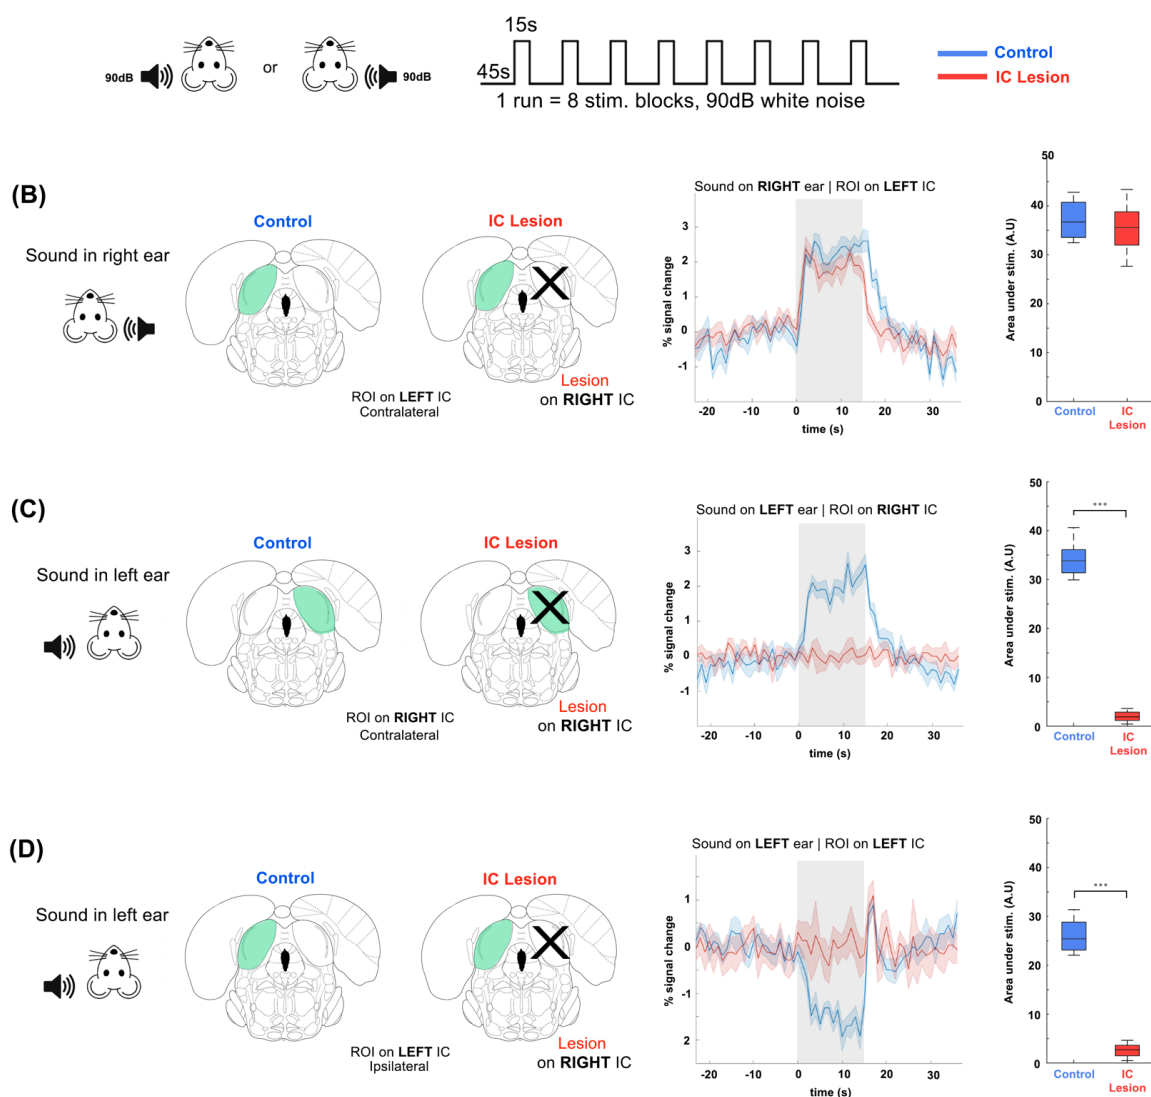 15s
90dB
or
90dB
45s
1 run = 8 stim. blocks, 90dB white noise
Control
IC Lesion
(B)
Sound in right ear
Control
IC Lesion
ROI on LEFT IC
Contralateral
Lesion
on RIGHT IC
Sound on RIGHT ear | ROI on LEFT IC
% signal change
3
2
1
0
-1
-20
-10
0
10
20
30
time (s)
Area under stim. (A.U)
50
40
30
20
10
0
Control
IC
Lesion
(C)
Sound in left ear
Control
IC Lesion
ROI on RIGHT IC
Contralateral
Lesion
on RIGHT IC
Sound on LEFT ear | ROI on RIGHT IC
% signal change
3
2
1
0
-1
-20
-10
0
10
20
30
time (s)
Area under stim. (A.U)
50
40
30
20
10
0
***
Control
IC
Lesion
(D)
Sound in left ear
Control
IC Lesion
ROI on LEFT IC
Ipsilateral
Lesion
on RIGHT IC
Sound on LEFT ear | ROI on LEFT IC
% signal change
1
0
-1
2
-20
-10
0
10
20
30
time (s)
Area under stim. (A.U)
50
40
30
20
10
0
***
Control
IC
Lesion